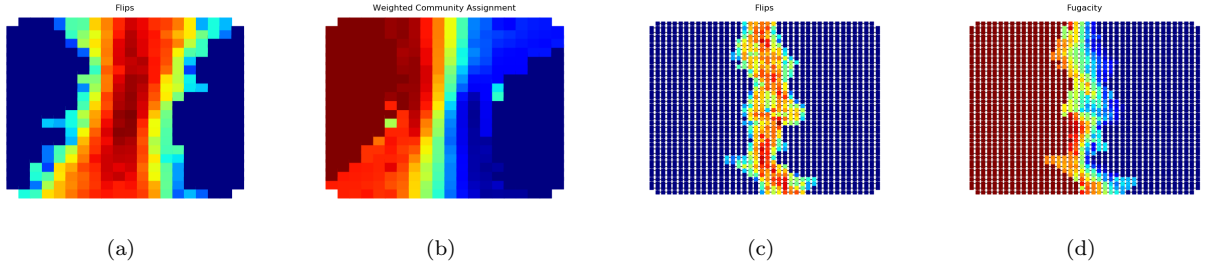 Flips
Weighted Community Assignment
Flips
Fugacity
(a)
(b)
(c)
(d)